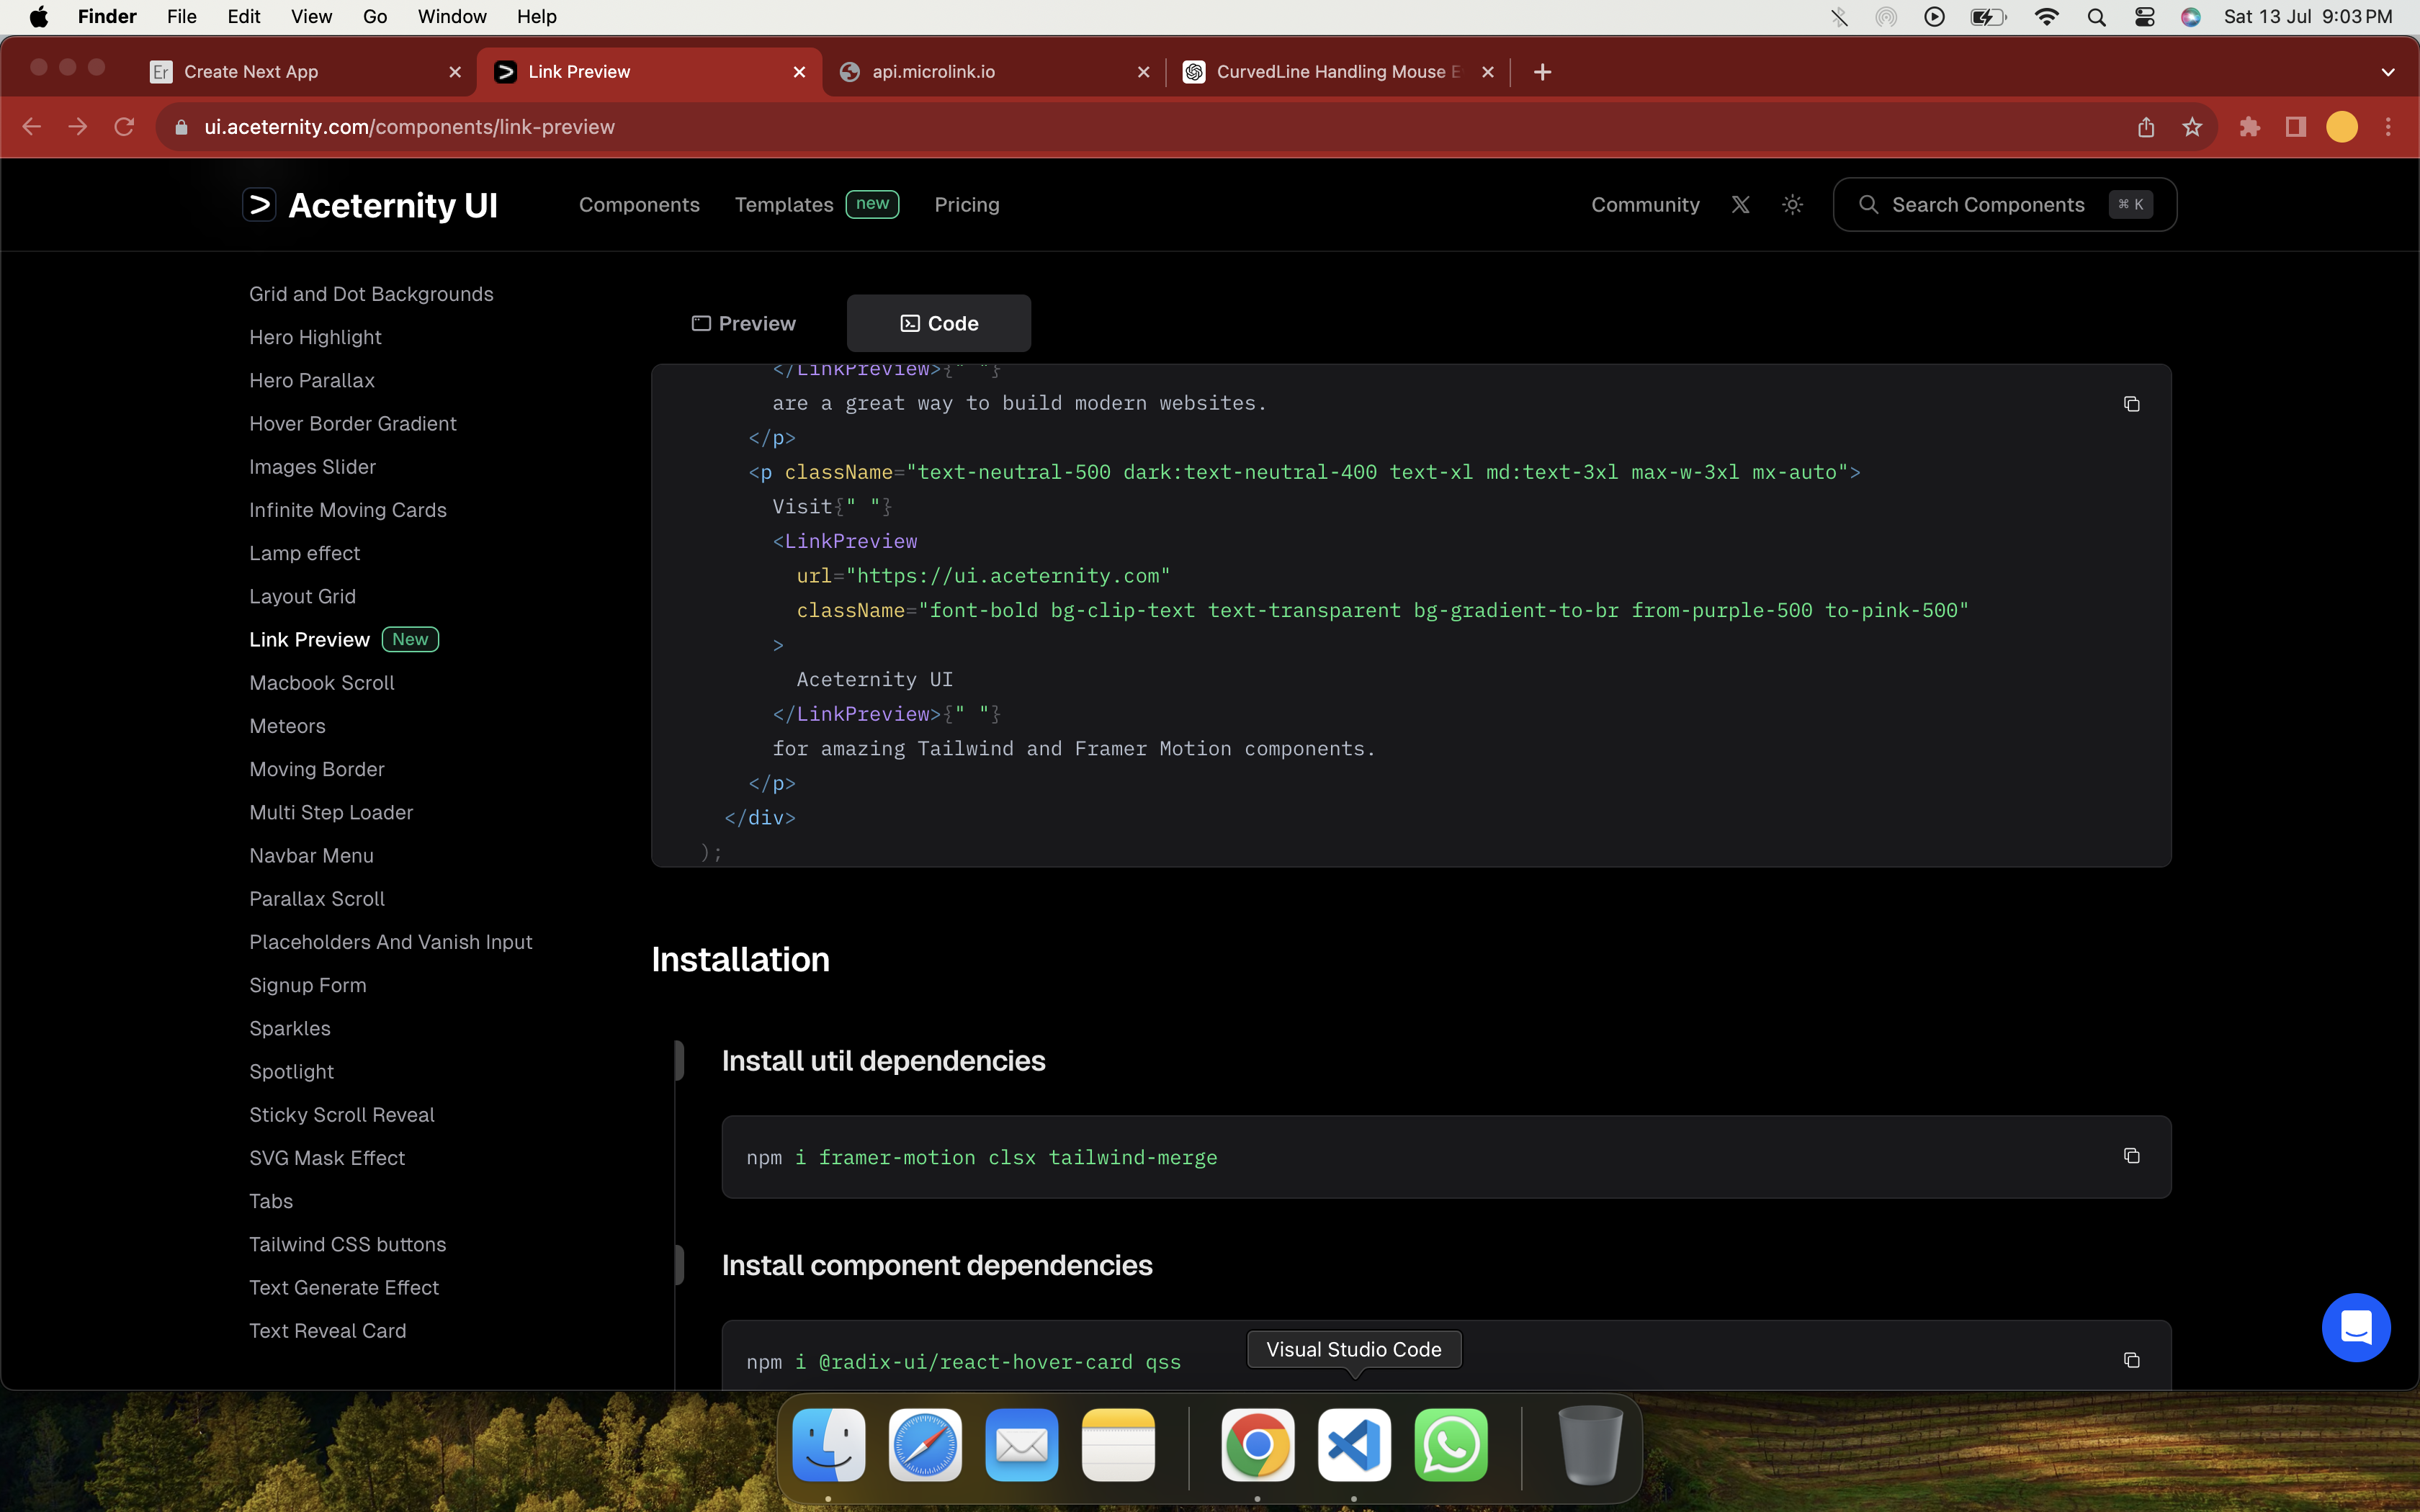 Finder File Edit View Go Window Help Sat 13 Jul 9:03 PM
Er Create Next App
Link Preview
api.microlink.io
CurvedLine Handling Mouse E
ui.aceternity.com/components/link-preview
Aceternity UI
Components
Templates new
Pricing
Community
Search Components ⌘ K
Grid and Dot Backgrounds
Hero Highlight
Hero Parallax
Hover Border Gradient
Images Slider
Infinite Moving Cards
Lamp effect
Layout Grid
Link Preview New
Macbook Scroll
Meteors
Moving Border
Multi Step Loader
Navbar Menu
Parallax Scroll
Placeholders And Vanish Input
Signup Form
Sparkles
Spotlight
Sticky Scroll Reveal
SVG Mask Effect
Tabs
Tailwind CSS buttons
Text Generate Effect
Text Reveal Card
Preview
Code
</LinkPreview>{" "}
are a great way to build modern websites.
</p>
<p className="text-neutral-500 dark:text-neutral-400 text-xl md:text-3xl max-w-3xl mx-auto">
Visit{" "}
<LinkPreview
url="https://ui.aceternity.com"
className="font-bold bg-clip-text text-transparent bg-gradient-to-br from-purple-500 to-pink-500"
>
Aceternity UI
</LinkPreview>{" "}
for amazing Tailwind and Framer Motion components.
</p>
</div>
);
Installation
Install util dependencies
npm i framer-motion clsx tailwind-merge
Install component dependencies
npm i @radix-ui/react-hover-card qss
Visual Studio Code